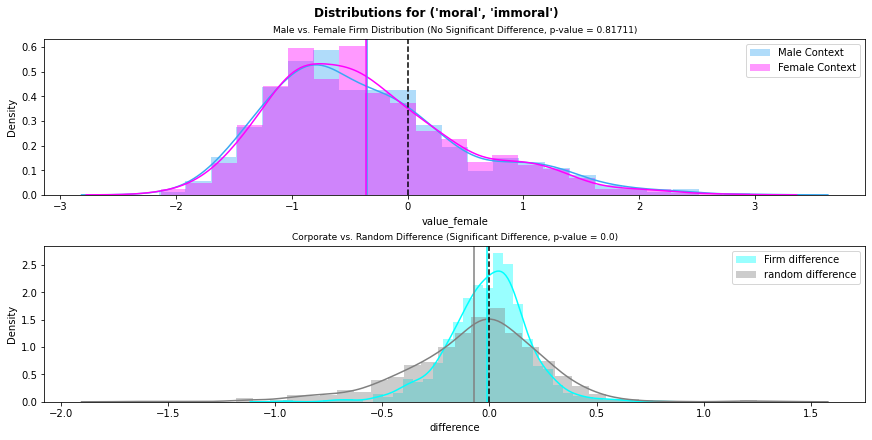 Distributions for ('moral', 'immoral')
Male vs. Female Firm Distribution (No Significant Difference, p-value = 0.81711)
Male Context
Female Context
Density
0.6
0.5
0.4
0.3
0.2
0.1
0.0
−3 −2 −1 0 1 2 3
value_female
Corporate vs. Random Difference (Significant Difference, p-value = 0.0)
Firm difference
random difference
Density
2.5
2.0
1.5
1.0
0.5
0.0
−2.0 −1.5 −1.0 −0.5 0.0 0.5 1.0 1.5
difference